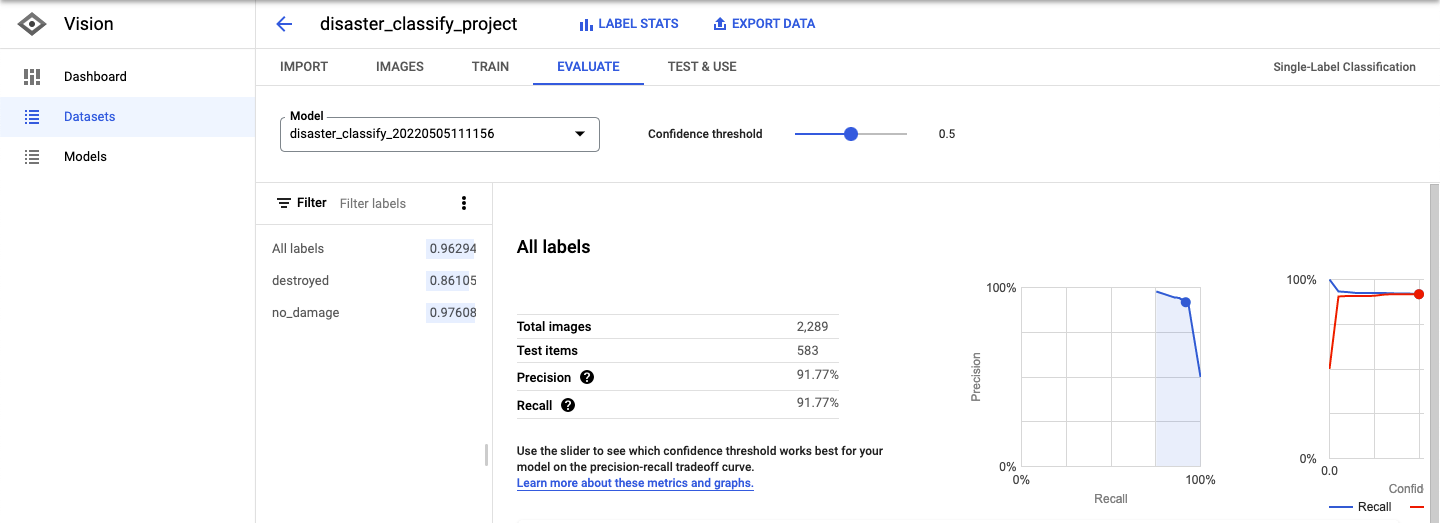 Vision
disaster_classify_project
LABEL STATS
EXPORT DATA
Dashboard
Datasets
Models
IMPORT
IMAGES
TRAIN
EVALUATE
TEST & USE
Single-Label Classification
Model
disaster_classify_20220505111156
Confidence threshold
0.5
Filter
Filter labels
All labels
0.96294
destroyed
0.86105
no_damage
0.97608
All labels
Total images
2,289
Test items
583
Precision
91.77%
Recall
91.77%
Use the slider to see which confidence threshold works best for your
model on the precision-recall tradeoff curve.
Learn more about these metrics and graphs.
100%
Precision
0%
0%
100%
Recall
100%
0%
0.0
Confid
Recall